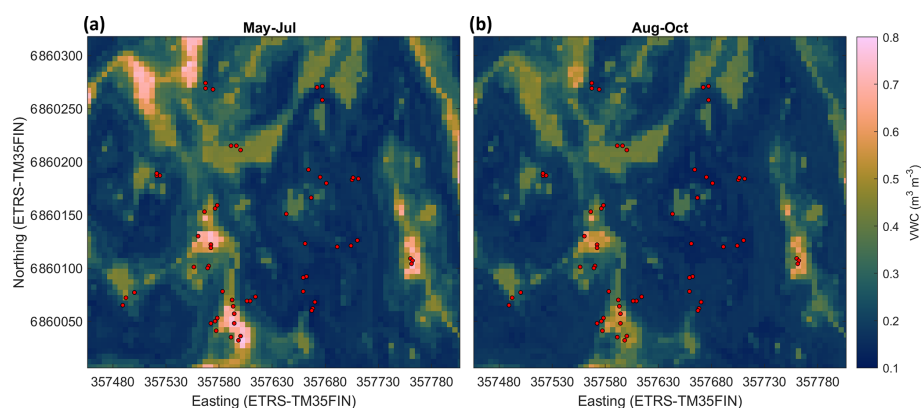 (a) May-Jul
(b) Aug-Oct
6860300
6860250
6860200
6860150
6860100
6860050
Northing (ETRS-TM35FIN)
357480 357530 357580 357630 357680 357730 357780
Easting (ETRS-TM35FIN)
357480 357530 357580 357630 357680 357730 357780
Easting (ETRS-TM35FIN)
0.8
0.7
0.6
0.5
0.4
0.3
0.2
0.1
VWC (m³ m⁻³)